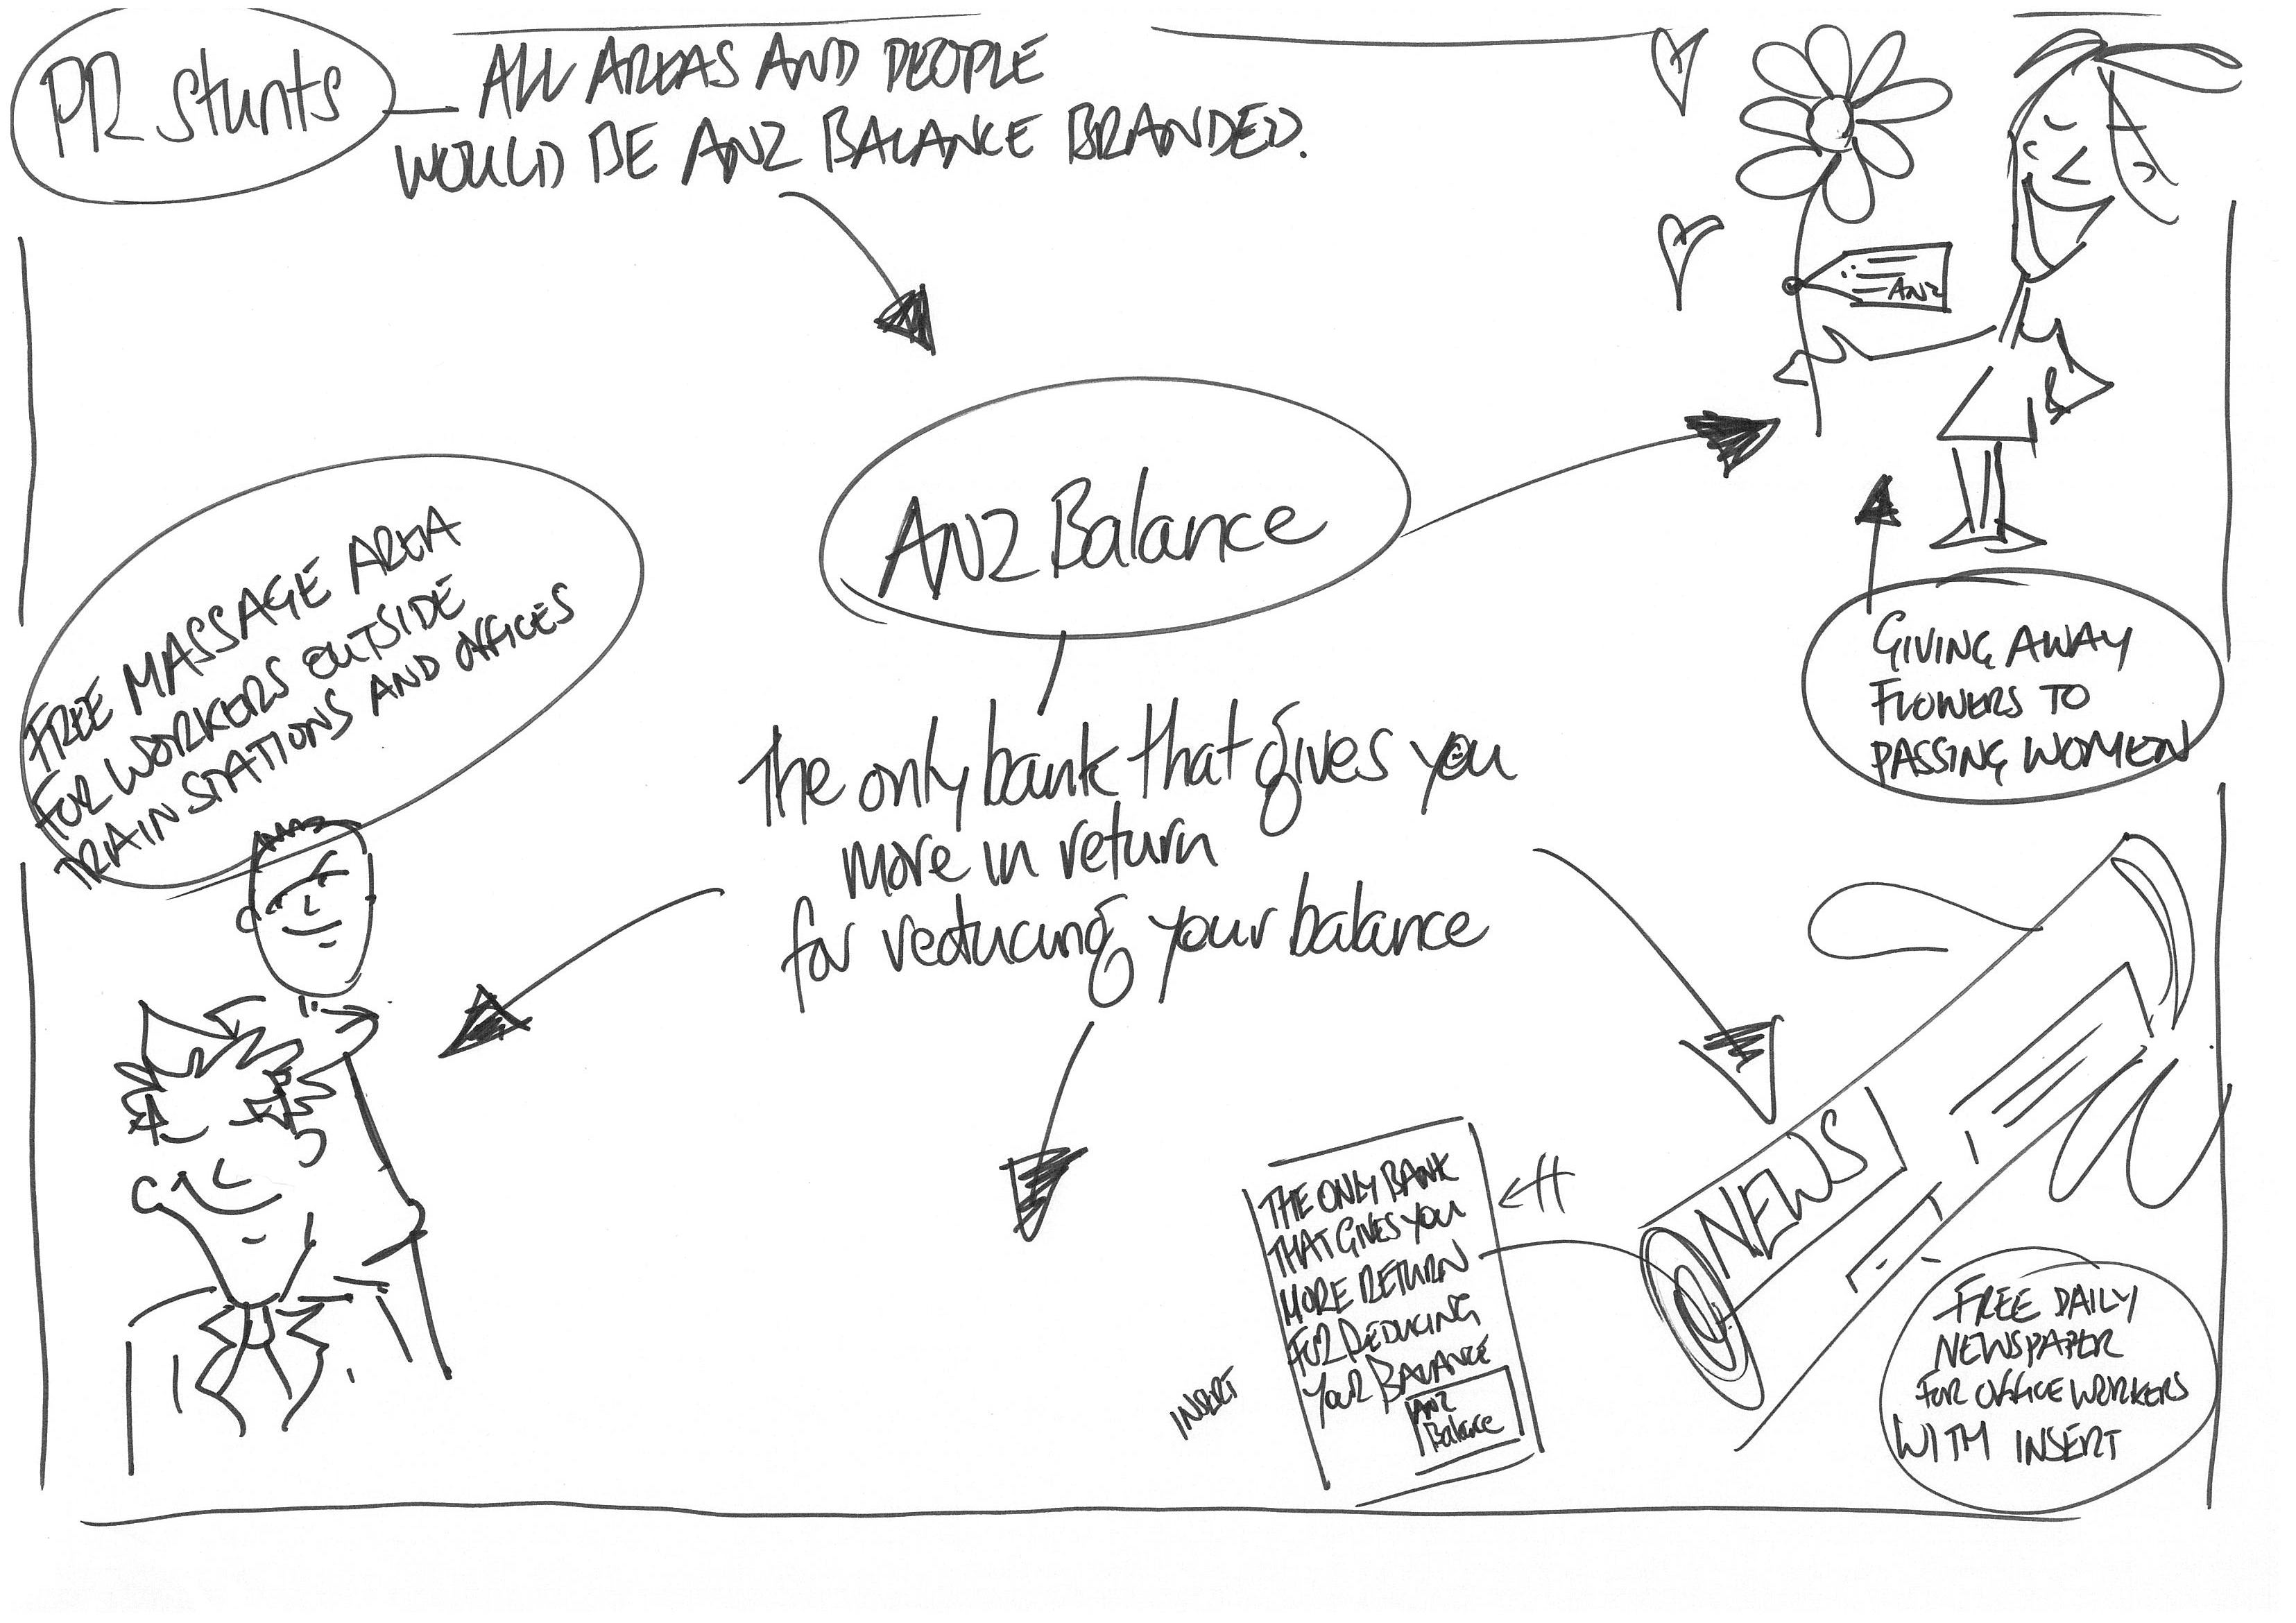 PR stunts
ALL AREAS AND PEOPLE
WOULD BE ANZ BALANCE BRANDED.
ANZ
ANZ Balance
FREE MASSAGE AREA
FOR WORKERS OUTSIDE
TRAIN STATIONS AND OFFICES
GIVING AWAY
FLOWERS TO
PASSING WOMEN
The only bank that gives you
more in return
for reducing your balance
NEWS
THE ONLY BANK
THAT GIVES YOU
MORE RETURN
FOR REDUCING
YOUR BALANCE
ANZ
Balance
INSERT
FREE DAILY
NEWSPAPER
FOR OFFICE WORKERS
WITH INSERT